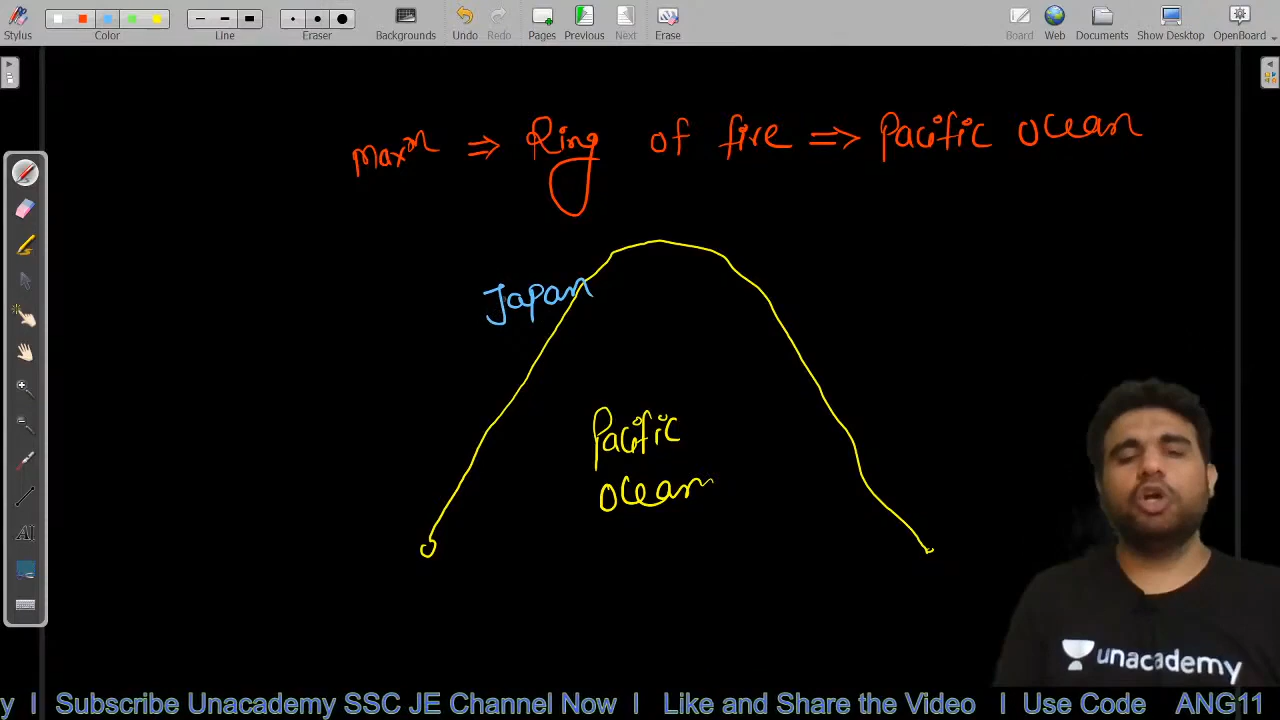 Stylus Color Line Eraser Backgrounds Undo Redo Pages Previous Next Erase Board Web Documents Show Desktop OpenBoard
maxm ⇒ Ring of fire ⇒ Pacific Ocean
Japan
Pacific
Ocean
unacademy
y I Subscribe Unacademy SSC JE Channel Now I Like and Share the Video I Use Code ANG11